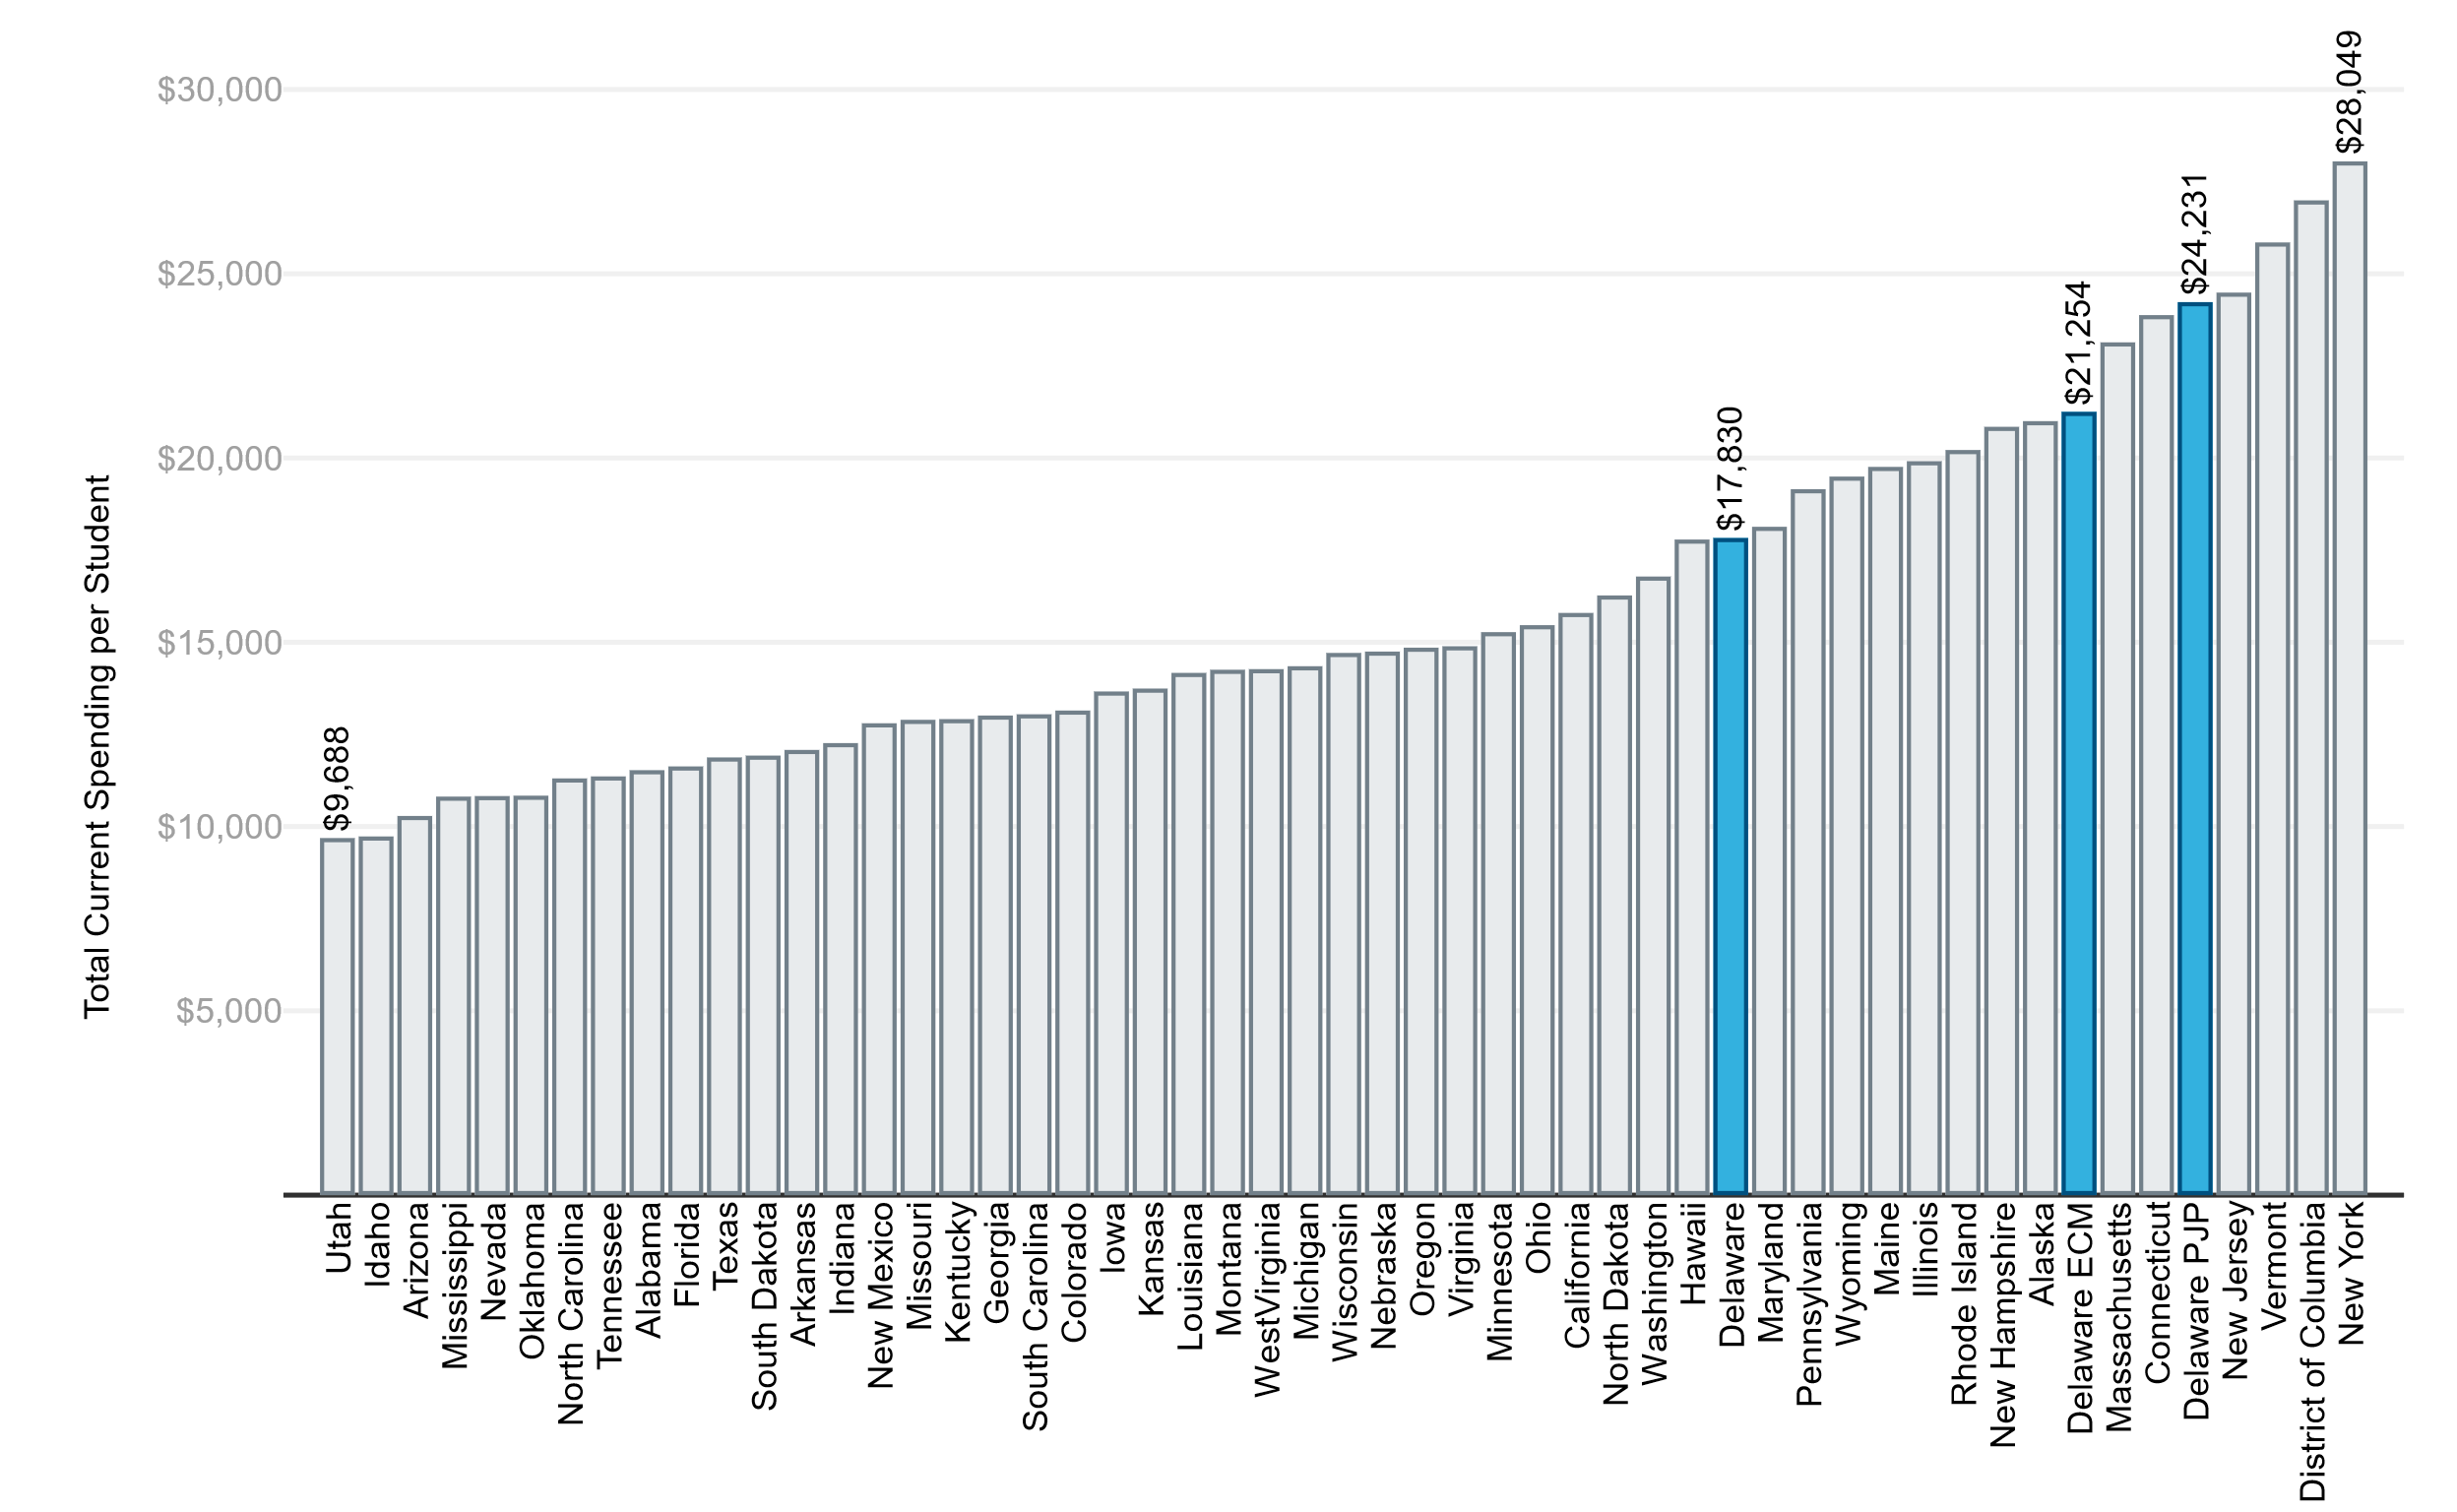 $30,000
$25,000
$20,000
$15,000
$10,000
$5,000
Total Current Spending per Student
$9,688
$17,830
$21,254
$24,231
$28,049
Utah
Idaho
Arizona
Mississippi
Nevada
Oklahoma
North Carolina
Tennessee
Alabama
Florida
Texas
South Dakota
Arkansas
Indiana
New Mexico
Missouri
Kentucky
Georgia
South Carolina
Colorado
Iowa
Kansas
Louisiana
Montana
WestVirginia
Michigan
Wisconsin
Nebraska
Oregon
Virginia
Minnesota
Ohio
California
North Dakota
Washington
Hawaii
Delaware
Maryland
Pennsylvania
Wyoming
Maine
Illinois
Rhode Island
New Hampshire
Alaska
Delaware ECM
Massachusetts
Connecticut
Delaware PJP
New Jersey
Vermont
District of Columbia
New York